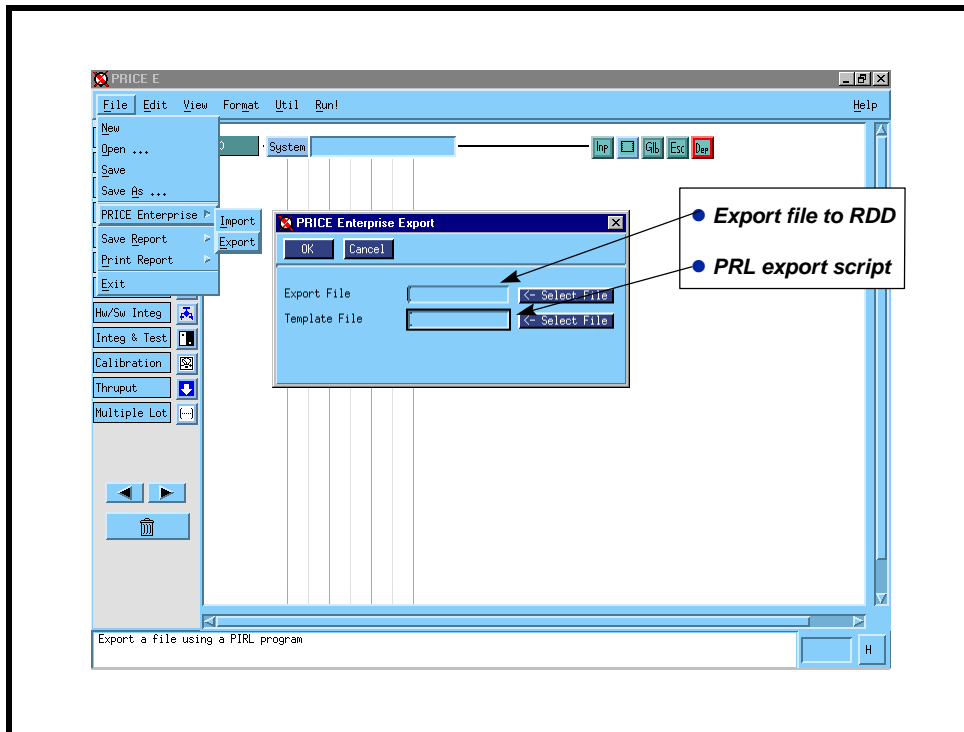 PRICE E
File Edit View Format Util Run!
Help
New
Open ...
Save
Save As ...
PRICE Enterprise
Save Report
Print Report
Exit
Import
Export
System
Inp
Glb
Esc
Dep
PRICE Enterprise Export
OK Cancel
Export File
<- Select File
Template File
<- Select File
Export file to RDD
PRL export script
Hw/Sw Integ
Integ & Test
Calibration
Thruput
Multiple Lot
Export a file using a PIRL program
H